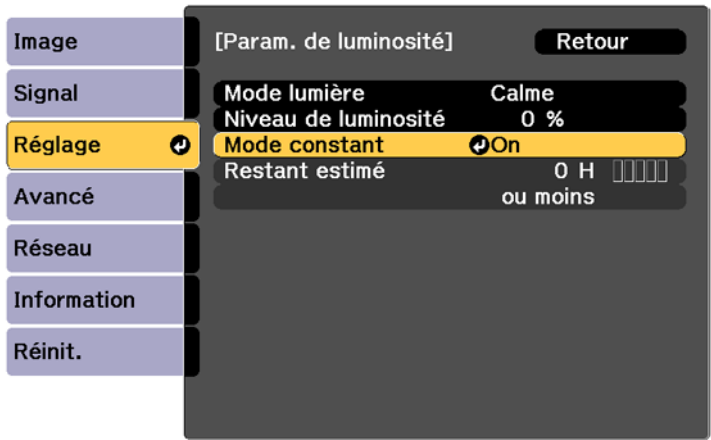 Image
Signal
Réglage
Avancé
Réseau
Information
Réinit.
[Param. de luminosité] Retour
Mode lumière Calme
Niveau de luminosité 0 %
Mode constant On
Restant estimé 0 H
ou moins